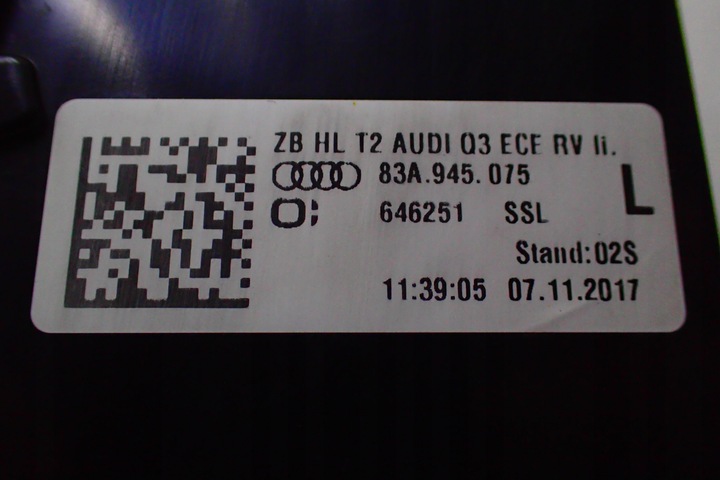 ZB HL T2 AUDI Q3 ECE RV li.
83A.945.075
L
646251 SSL
Stand:02S
11:39:05 07.11.2017